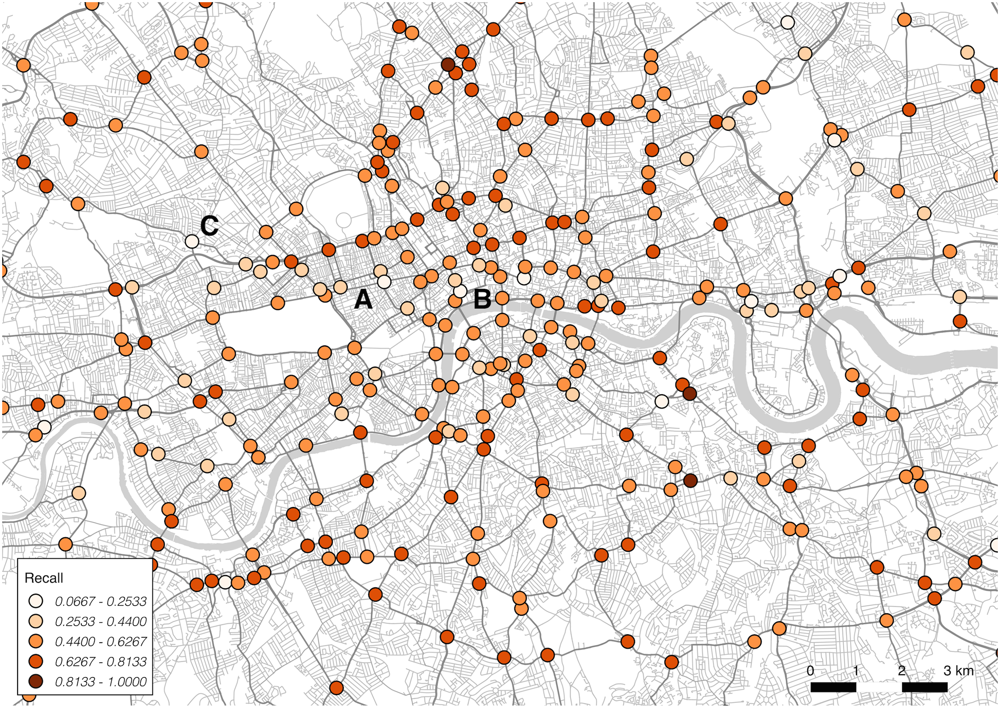 C
A
B
Recall
0.0667 - 0.2533
0.2533 - 0.4400
0.4400 - 0.6267
0.6267 - 0.8133
0.8133 - 1.0000
0 1 2 3 km